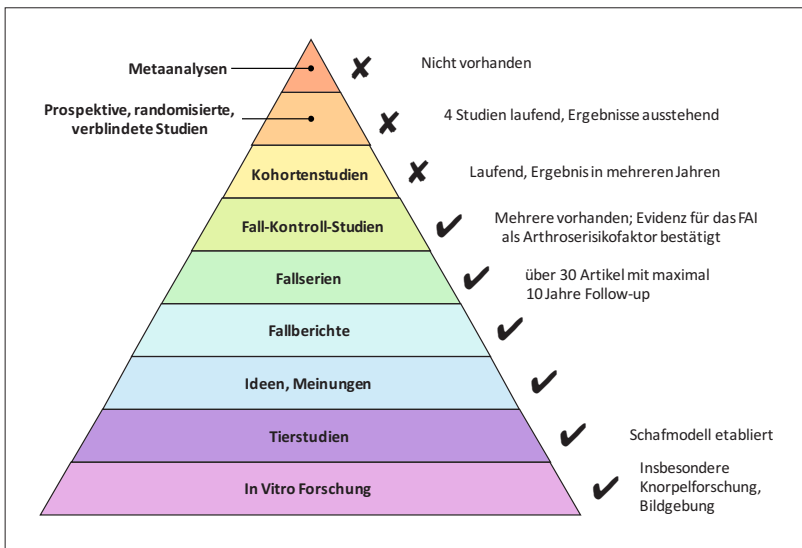 Metaanalysen
✘
Nicht vorhanden
Prospektive, randomisierte,
verblindete Studien
✘
4 Studien laufend, Ergebnisse ausstehend
Kohortenstudien
✘
Laufend, Ergebnis in mehreren Jahren
Fall-Kontroll-Studien
✔
Mehrere vorhanden; Evidenz für das FAI
als Arthroserisikofaktor bestätigt
Fallserien
✔
über 30 Artikel mit maximal
10 Jahre Follow-up
Fallberichte
✔
Ideen, Meinungen
✔
Tierstudien
✔
Schafmodell etabliert
In Vitro Forschung
✔
Insbesondere
Knorpelforschung,
Bildgebung